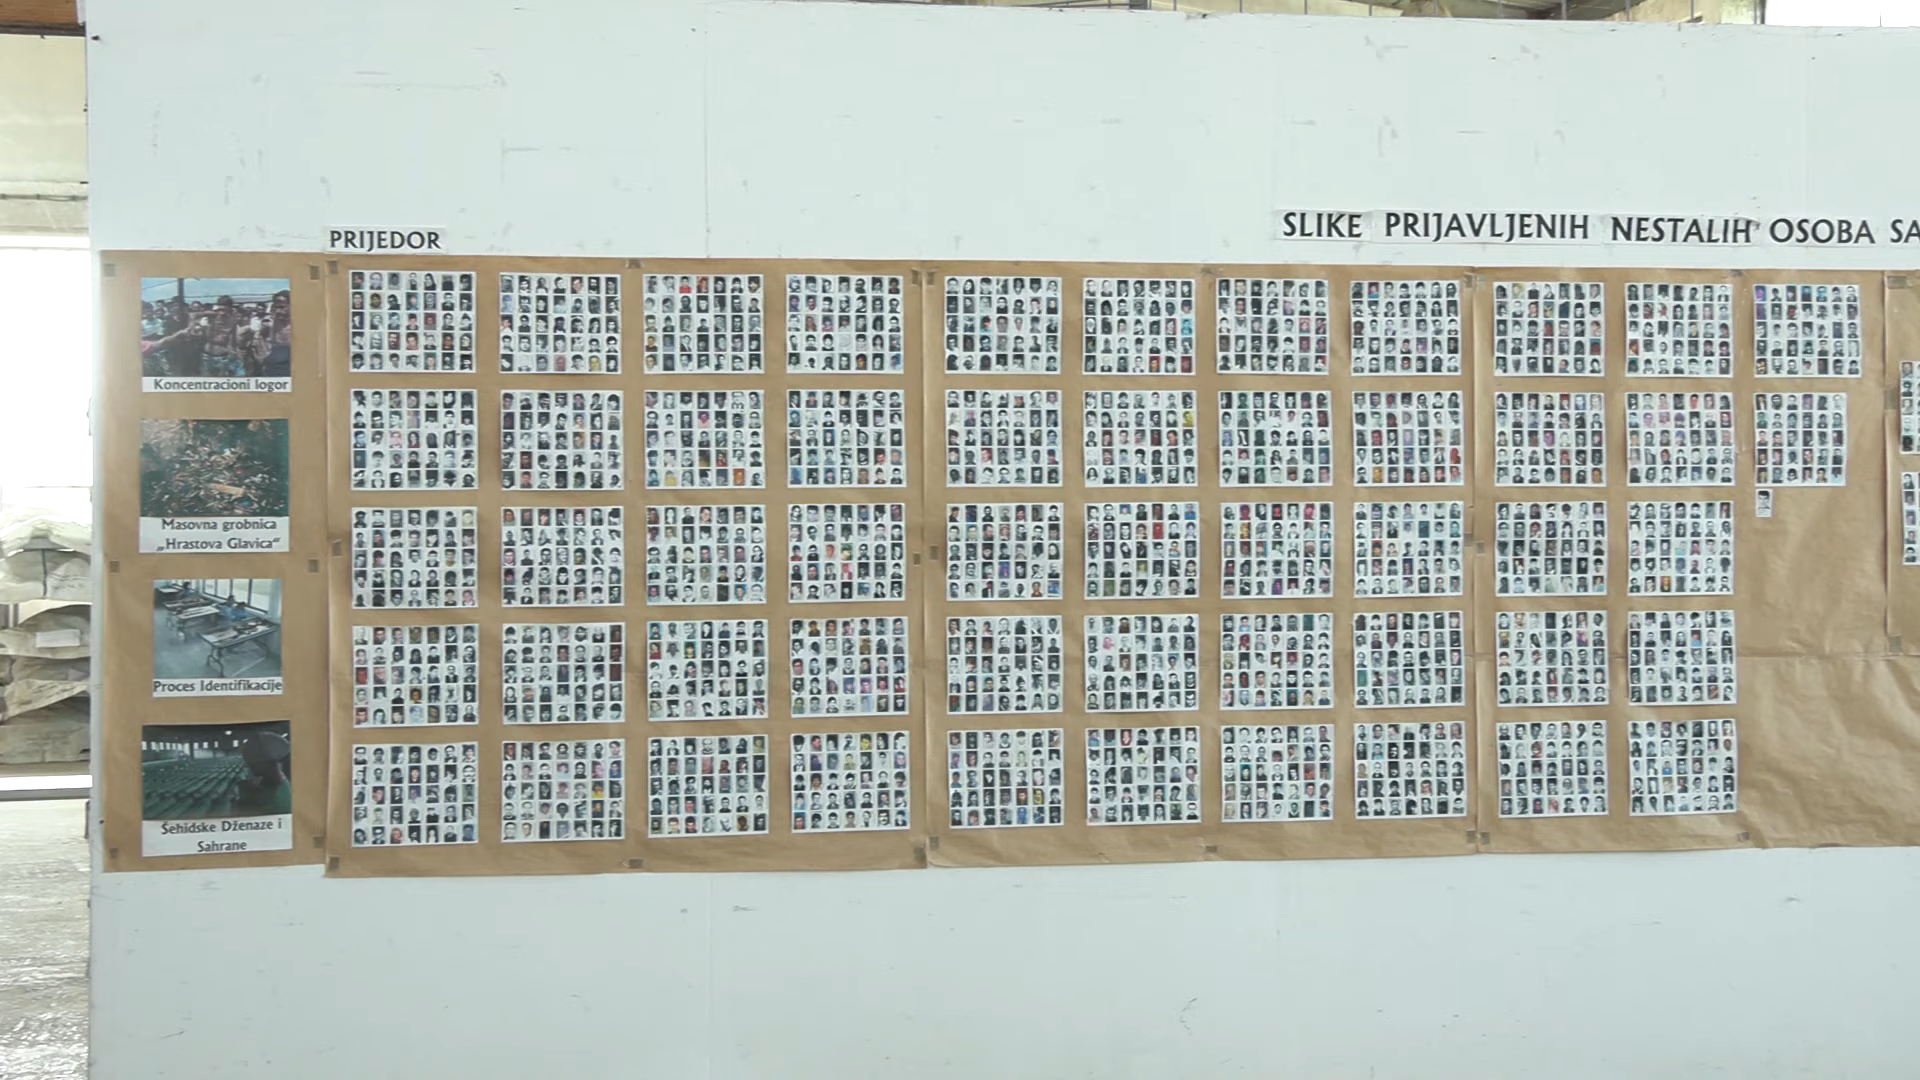 PRIJEDOR
SLIKE PRIJAVLJENIH NESTALIH OSOBA SA
Koncentracioni logor
Masovna grobnica
„Hrastova Glavica“
Proces Identifikacije
Šehidske Dženaze i
Sahrane